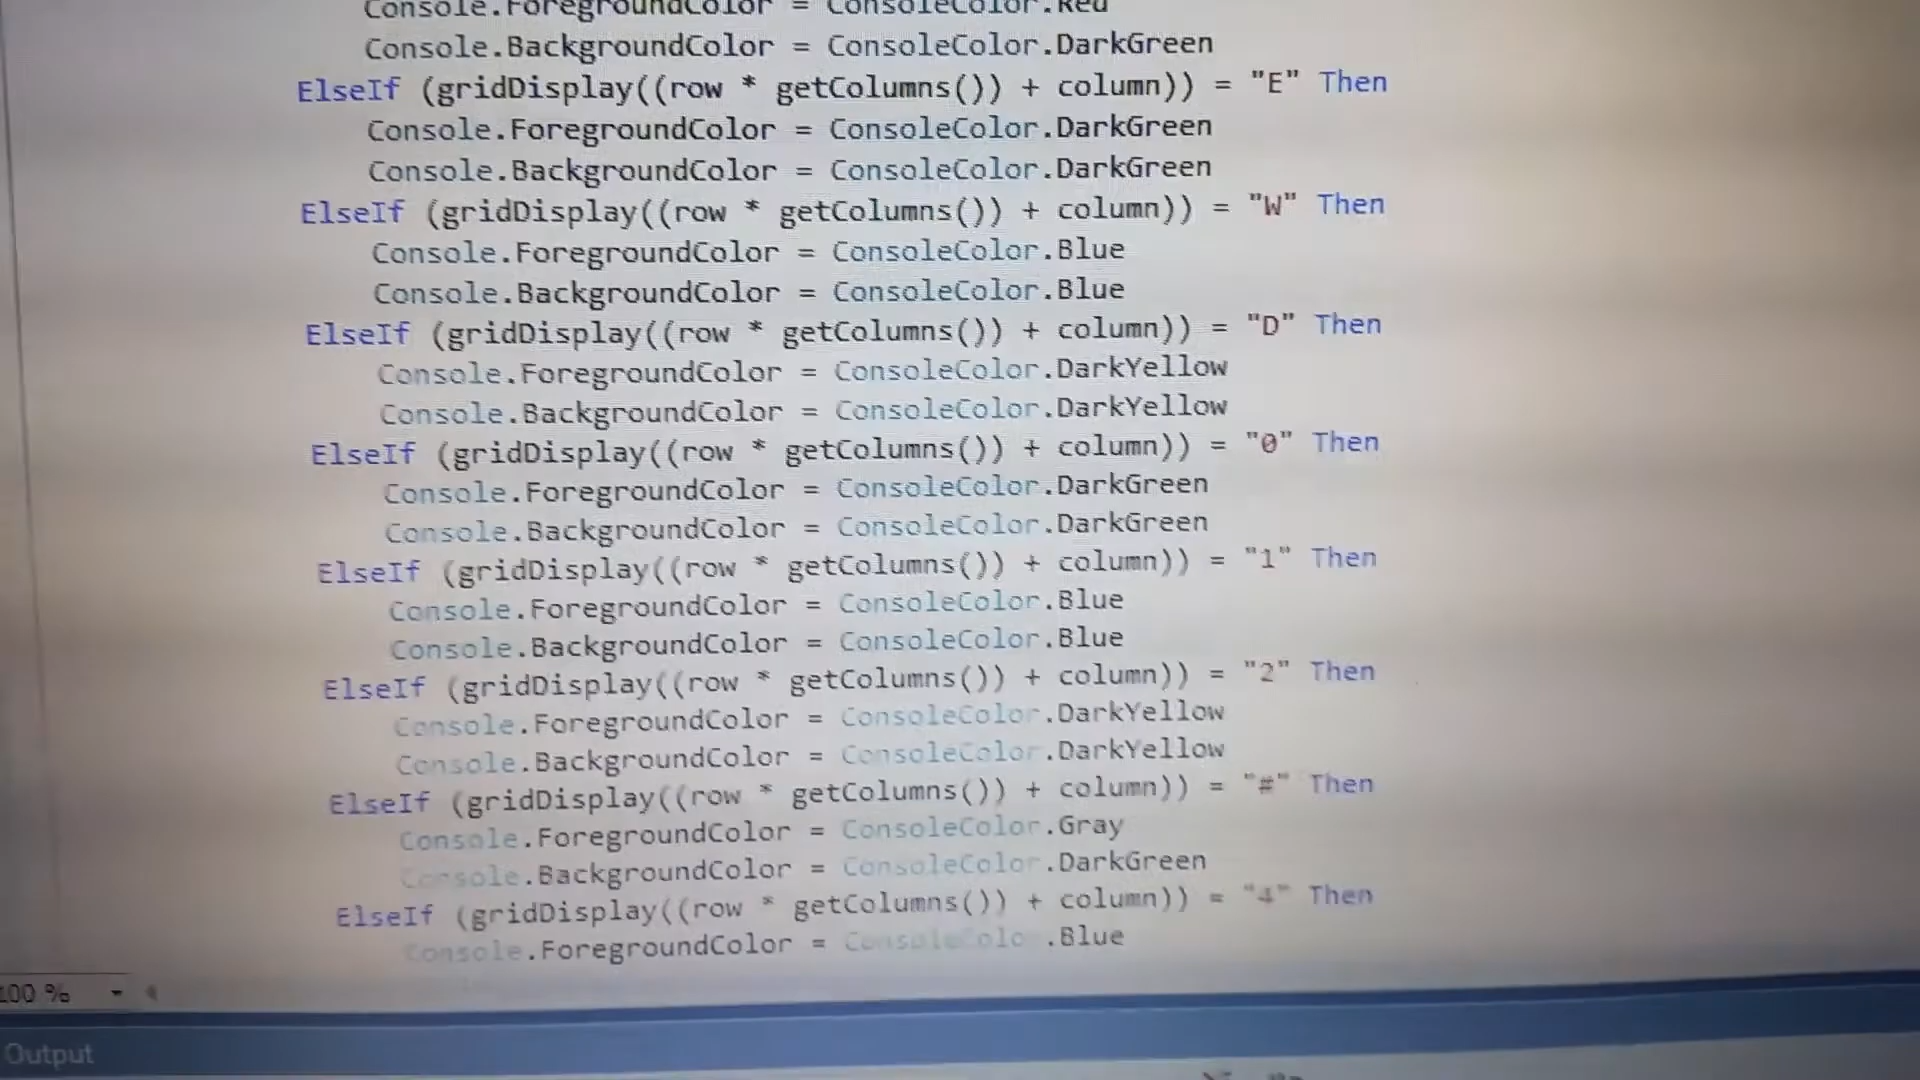 Console.ForegroundColor = ConsoleColor.Red
Console.BackgroundColor = ConsoleColor.DarkGreen
ElseIf (gridDisplay((row * getColumns()) + column)) = "E" Then
Console.ForegroundColor = ConsoleColor.DarkGreen
Console.BackgroundColor = ConsoleColor.DarkGreen
ElseIf (gridDisplay((row * getColumns()) + column)) = "W" Then
Console.ForegroundColor = ConsoleColor.Blue
Console.BackgroundColor = ConsoleColor.Blue
ElseIf (gridDisplay((row * getColumns()) + column)) = "D" Then
Console.ForegroundColor = ConsoleColor.DarkYellow
Console.BackgroundColor = ConsoleColor.DarkYellow
ElseIf (gridDisplay((row * getColumns()) + column)) = "0" Then
Console.ForegroundColor = ConsoleColor.DarkGreen
Console.BackgroundColor = ConsoleColor.DarkGreen
ElseIf (gridDisplay((row * getColumns()) + column)) = "1" Then
Console.ForegroundColor = ConsoleColor.Blue
Console.BackgroundColor = ConsoleColor.Blue
ElseIf (gridDisplay((row * getColumns()) + column)) = "2" Then
Console.ForegroundColor = ConsoleColor.DarkYellow
Console.BackgroundColor = ConsoleColor.DarkYellow
ElseIf (gridDisplay((row * getColumns()) + column)) = "#" Then
Console.ForegroundColor = ConsoleColor.Gray
Console.BackgroundColor = ConsoleColor.DarkGreen
ElseIf (gridDisplay((row * getColumns()) + column)) = "4" Then
Console.ForegroundColor = ConsoleColor.Blue
100 %
Output